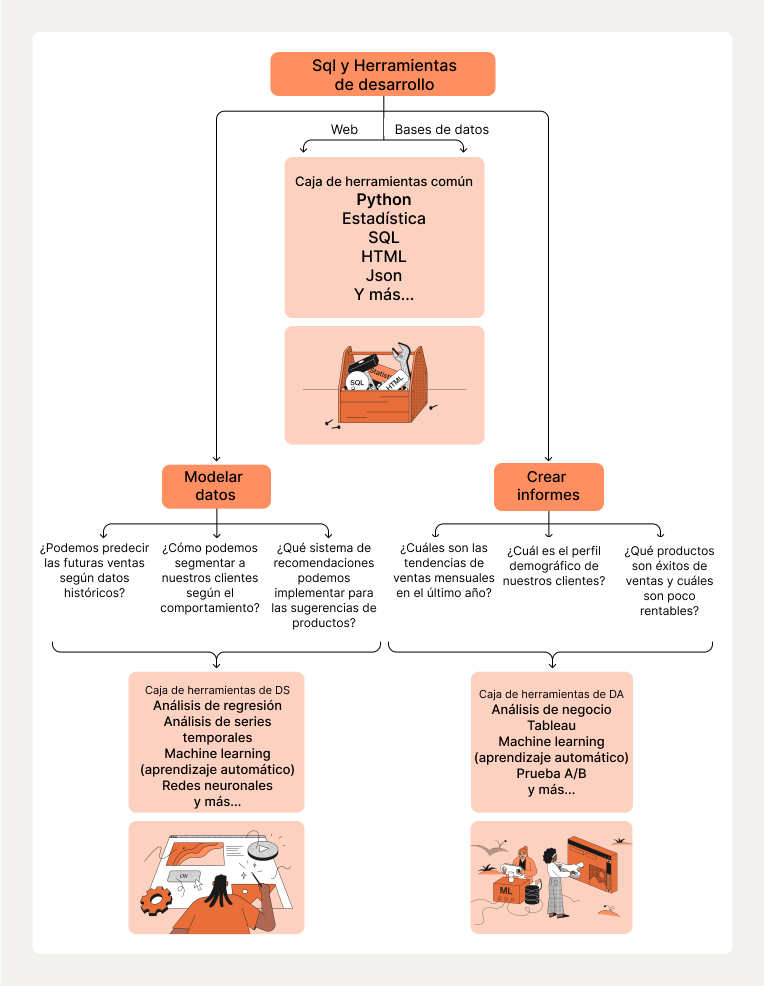 Sql y Herramientas
de desarrollo
Web
Bases de datos
Caja de herramientas común
Python
Estadística
SQL
HTML
Json
Y más...
SQL
HTML
Modelar
datos
Crear
informes
¿Podemos predecir
las futuras ventas
según datos
históricos?
¿Cómo podemos
segmentar a
nuestros clientes
según el
comportamiento?
¿Qué sistema de
recomendaciones
podemos
implementar para
las sugerencias de
productos?
¿Cuáles son las
tendencias de
ventas mensuales
en el último año?
¿Cuál es el perfil
demográfico de
nuestros clientes?
¿Qué productos
son éxitos de
ventas y cuáles
son poco
rentables?
Caja de herramientas de DS
Análisis de regresión
Análisis de series
temporales
Machine learning
(aprendizaje automático)
Redes neuronales
y más...
Caja de herramientas de DA
Análisis de negocio
Tableau
Machine learning
(aprendizaje automático)
Prueba A/B
y más...
OK
ML